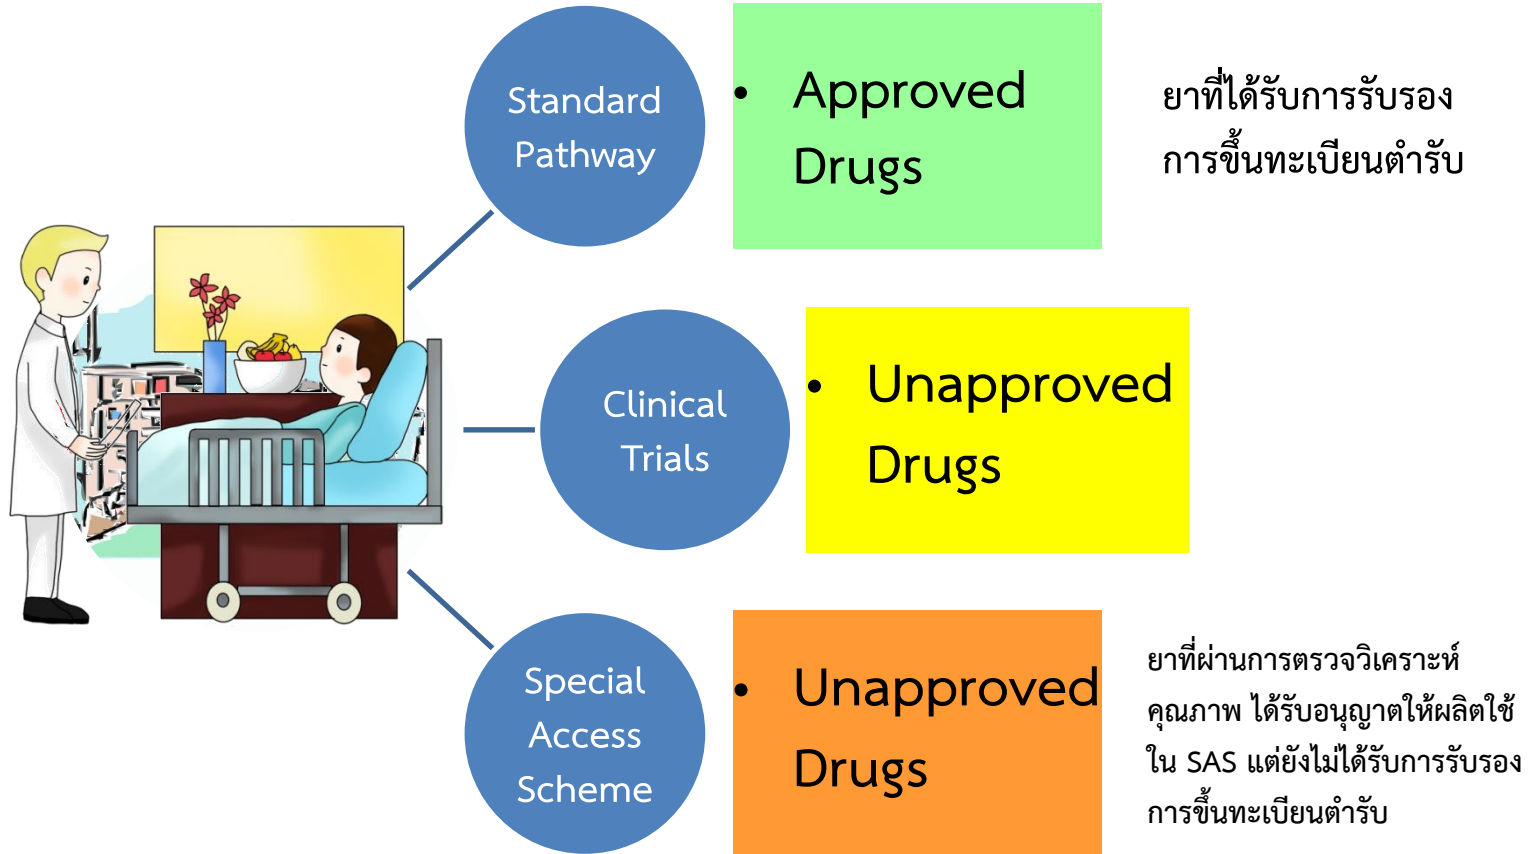 Standard
Pathway
• Approved
Drugs
ยาที่ได้รับการรับรอง
การขึ้นทะเบียนตำรับ
Clinical
Trials
• Unapproved
Drugs
Special
Access
Scheme
• Unapproved
Drugs
ยาที่ผ่านการตรวจวิเคราะห์
คุณภาพ ได้รับอนุญาตให้ผลิตใช้
ใน SAS แต่ยังไม่ได้รับการรับรอง
การขึ้นทะเบียนตำรับ